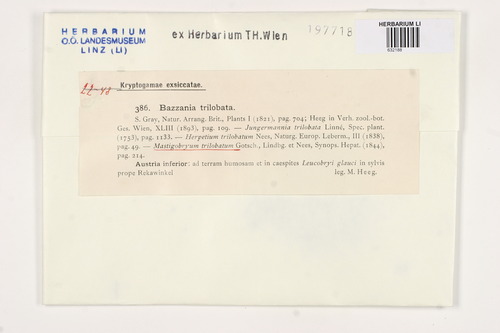 HERBARIUM
O.Ö. LANDESMUSEUM
LINZ (LI)
ex Herbarium TH.Wien
197718
HERBARIUM LI
Kryptogamae exsiccatae.
386. Bazzania trilobata.
S. Gray, Natur. Arrang. Brit., Plants I (1821), pag. 704; Heeg in Verh. zool.-bot.
Ges. Wien, XLIII (1893), pag. 109. — Jungermannia trilobata Linné, Spec. plant.
(1753), pag. 1133. — Herpetium trilobatum Nees, Naturg. Europ. Leberm., III (1838),
pag. 49. — Mastigobryum trilobatum Gotsch., Lindbg. et Nees, Synops. Hepat. (1844),
pag. 214.
Austria inferior: ad terram humosam et in caespites Leucobryi glauci in sylvis
prope Rekawinkel leg. M. Heeg.